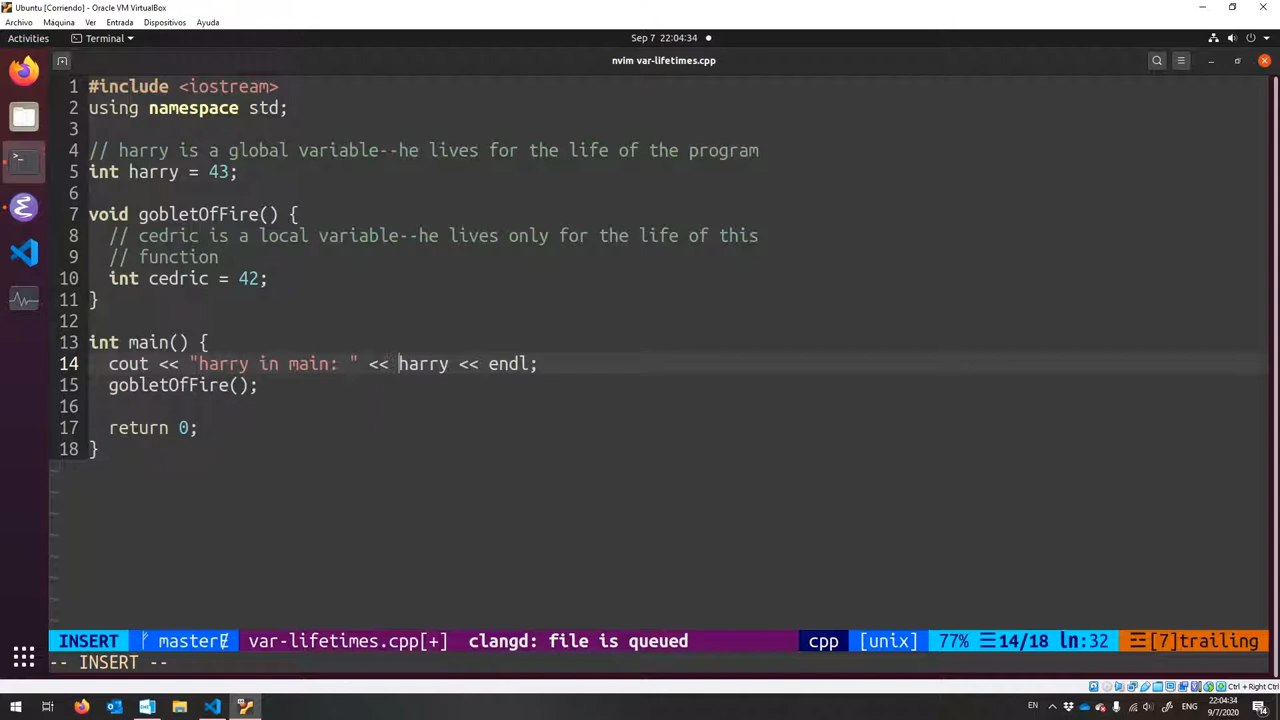 Ubuntu [Corriendo] - Oracle VM VirtualBox
Archivo Máquina Ver Entrada Dispositivos Ayuda
Activities Terminal Sep 7 22:04:34
nvim var-lifetimes.cpp
1 #include <iostream>
2 using namespace std;
3
4 // harry is a global variable--he lives for the life of the program
5 int harry = 43;
6
7 void gobletOfFire() {
8 // cedric is a local variable--he lives only for the life of this
9 // function
10 int cedric = 42;
11 }
12
13 int main() {
14 cout << "harry in main: " << harry << endl;
15 gobletOfFire();
16
17 return 0;
18 }
INSERT master var-lifetimes.cpp[+] clangd: file is queued cpp [unix] 77% 14/18 ln:32 [7]trailing
-- INSERT --
Ctrl + Right Ctrl
EN ENG 22:04:34
9/7/2020 14